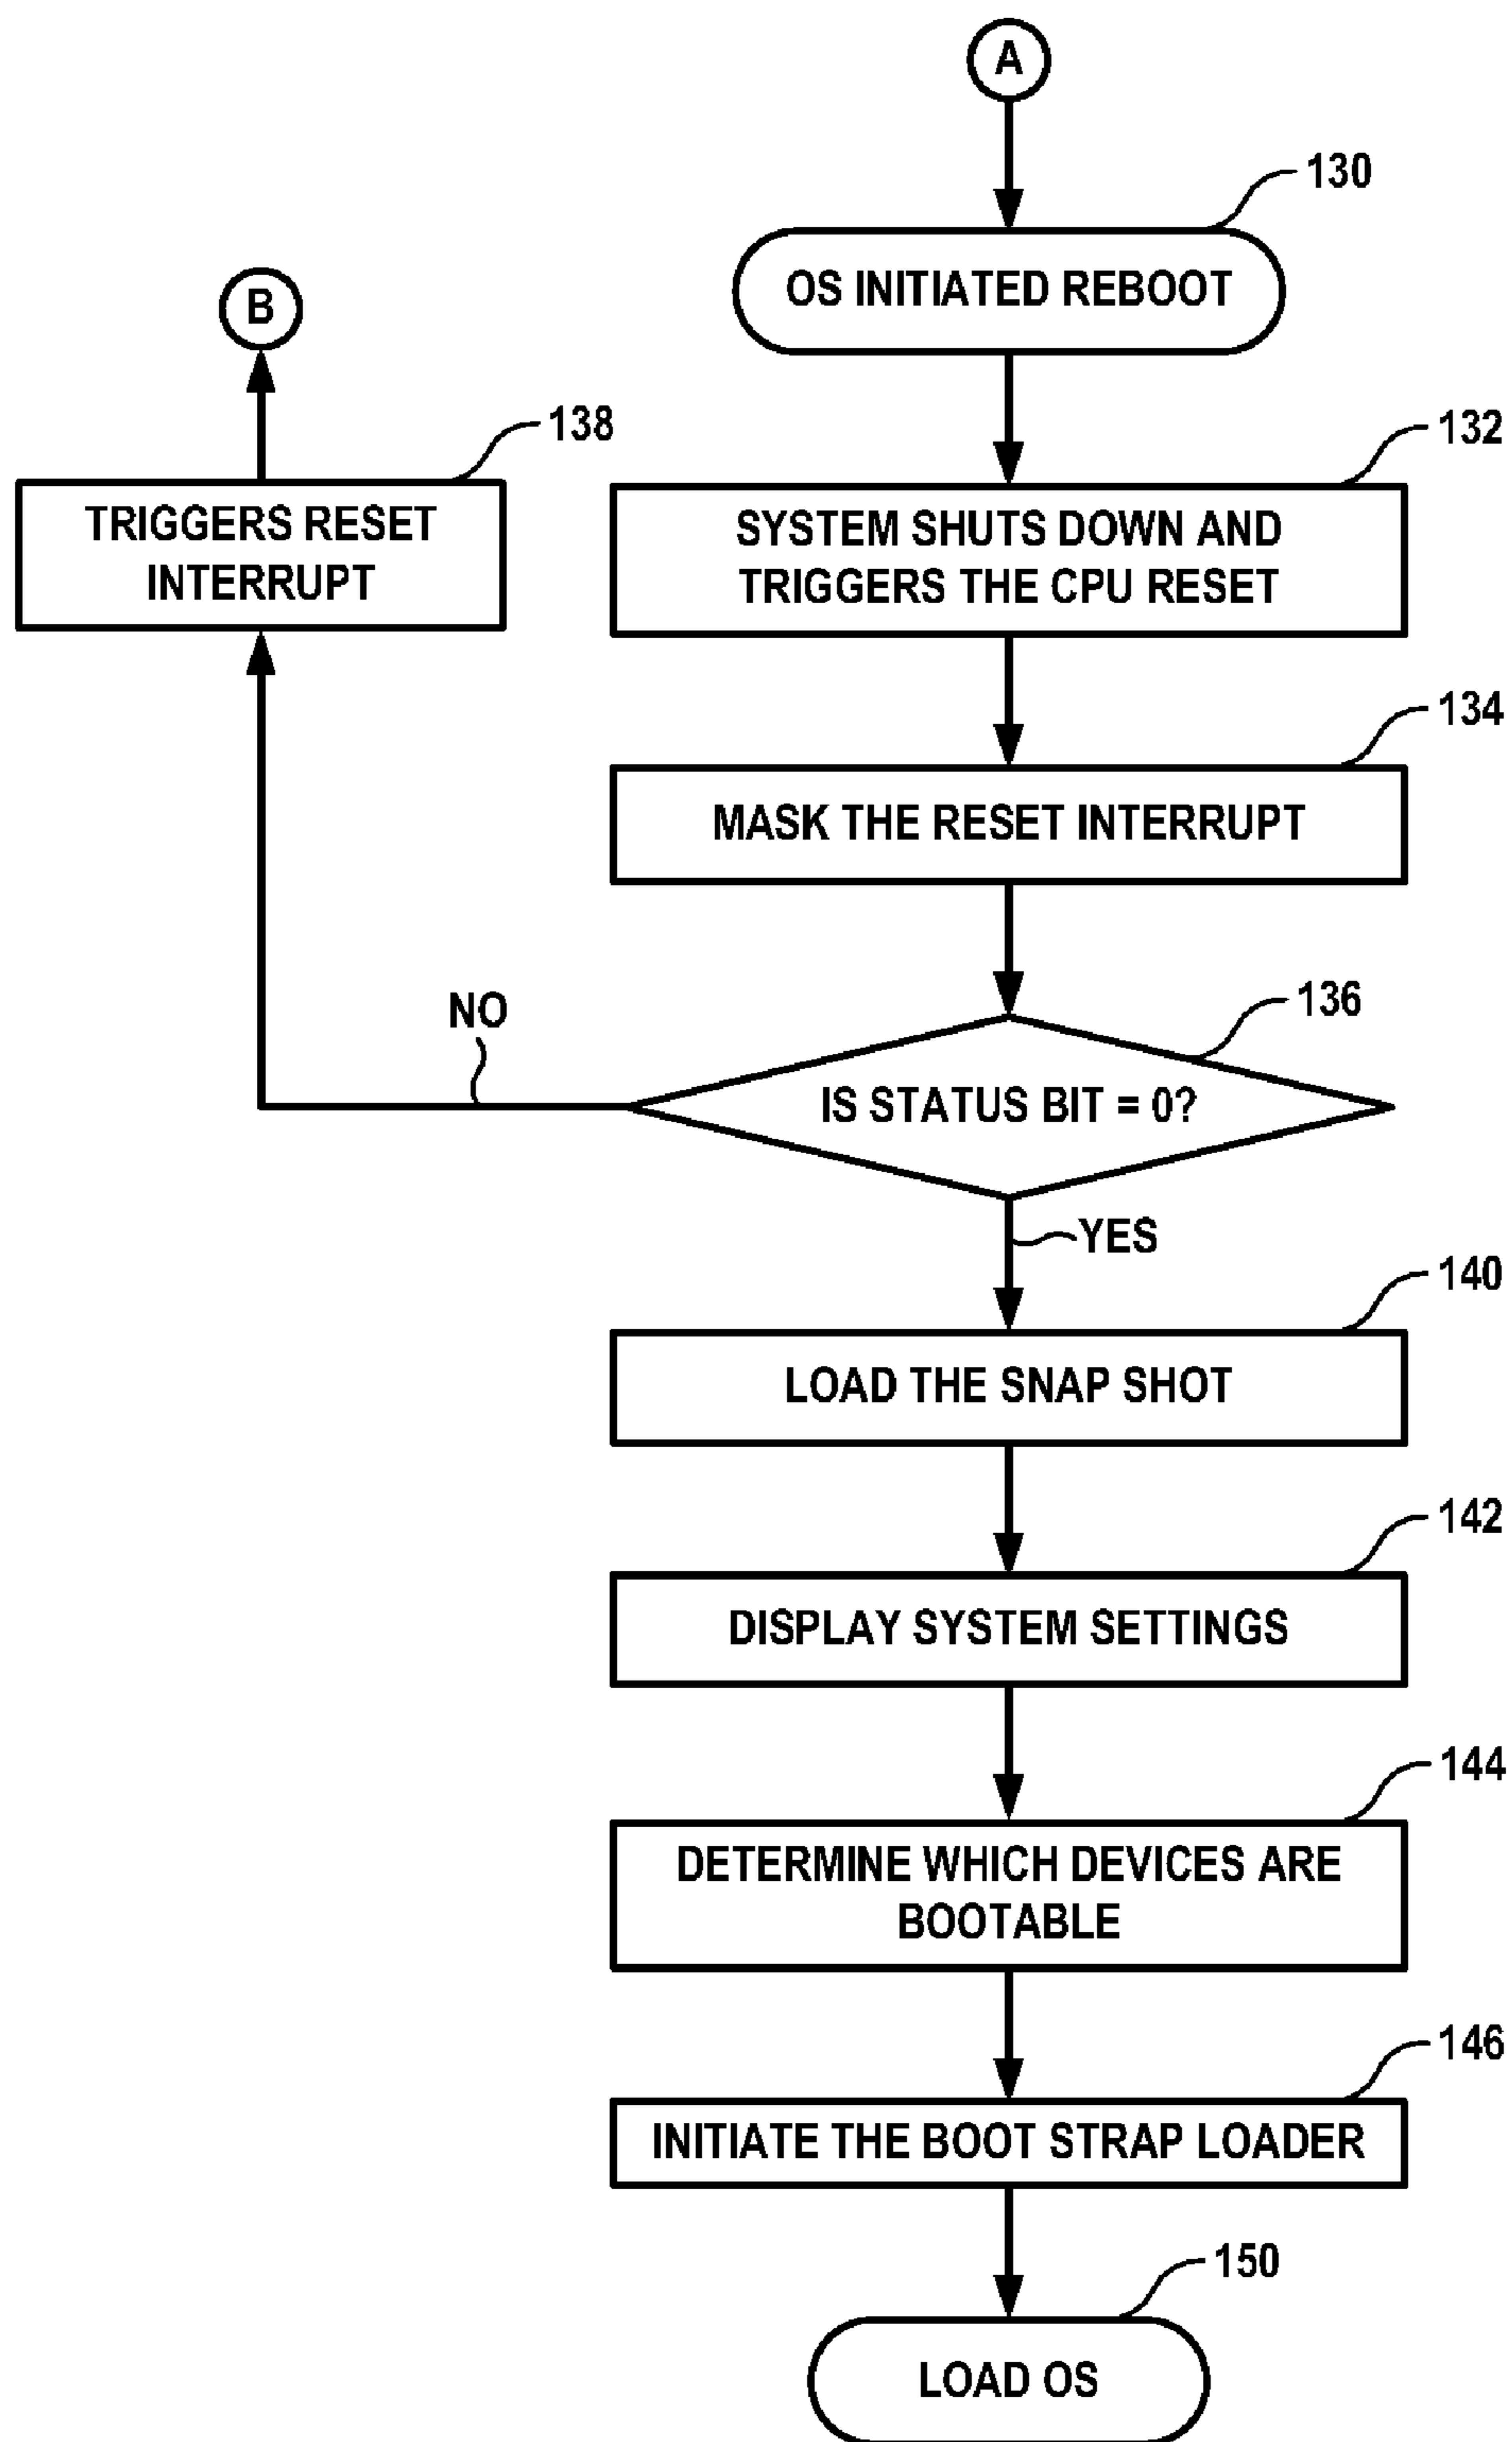 A
130
OS INITIATED REBOOT
B
138
TRIGGERS RESET
INTERRUPT
132
SYSTEM SHUTS DOWN AND
TRIGGERS THE CPU RESET
134
MASK THE RESET INTERRUPT
NO
136
IS STATUS BIT = 0?
YES
140
LOAD THE SNAP SHOT
142
DISPLAY SYSTEM SETTINGS
144
DETERMINE WHICH DEVICES ARE
BOOTABLE
146
INITIATE THE BOOT STRAP LOADER
150
LOAD OS